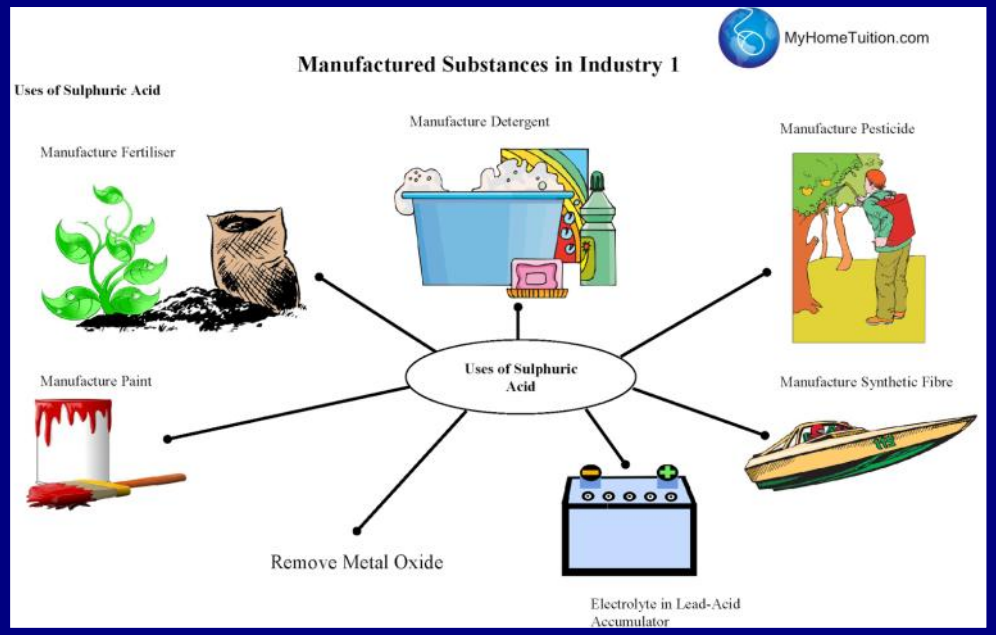 MyHomeTuition.com
Manufactured Substances in Industry 1
Uses of Sulphuric Acid
Manufacture Detergent
Manufacture Pesticide
Manufacture Fertiliser
Uses of Sulphuric
Acid
Manufacture Paint
Manufacture Synthetic Fibre
Remove Metal Oxide
Electrolyte in Lead-Acid
Accumulator